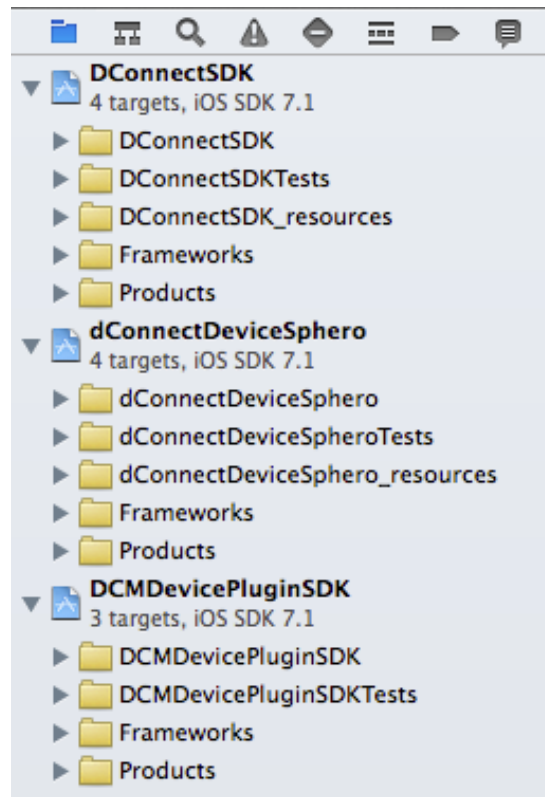 DConnectSDK
4 targets, iOS SDK 7.1
DConnectSDK
DConnectSDKTests
DConnectSDK_resources
Frameworks
Products
dConnectDeviceSphero
4 targets, iOS SDK 7.1
dConnectDeviceSphero
dConnectDeviceSpheroTests
dConnectDeviceSphero_resources
Frameworks
Products
DCMDevicePluginSDK
3 targets, iOS SDK 7.1
DCMDevicePluginSDK
DCMDevicePluginSDKTests
Frameworks
Products